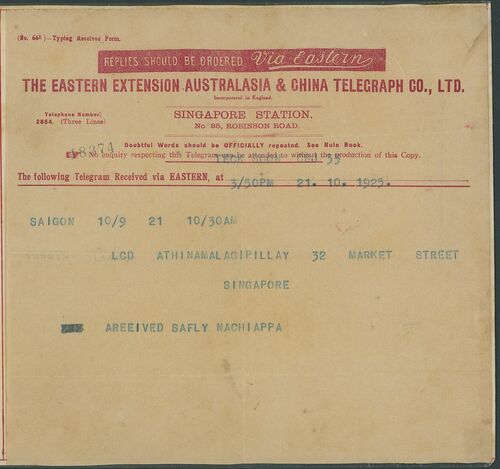 (No. 66B)—Typing Received Form.
REPLIES SHOULD BE ORDERED Via Eastern
THE EASTERN EXTENSION AUSTRALASIA & CHINA TELEGRAPH CO., LTD.
Incorporated in England.
Telephone Number;
2854. (Three Lines)
SINGAPORE STATION.
No. 35, ROBINSON ROAD.
48374
Doubtful Words should be OFFICIALLY repeated. See Rule Book.
No enquiry respecting this Telegram can be attended to without the production of this Copy.
The following Telegram Received via EASTERN, at 3/50PM 21.10.1925.
SAIGON 10/9 21 10/30AM
LCD ATHINAMALAGIPILLAY 32 MARKET STREET
SINGAPORE
AREEIVED SAFLY NACHIAPPA